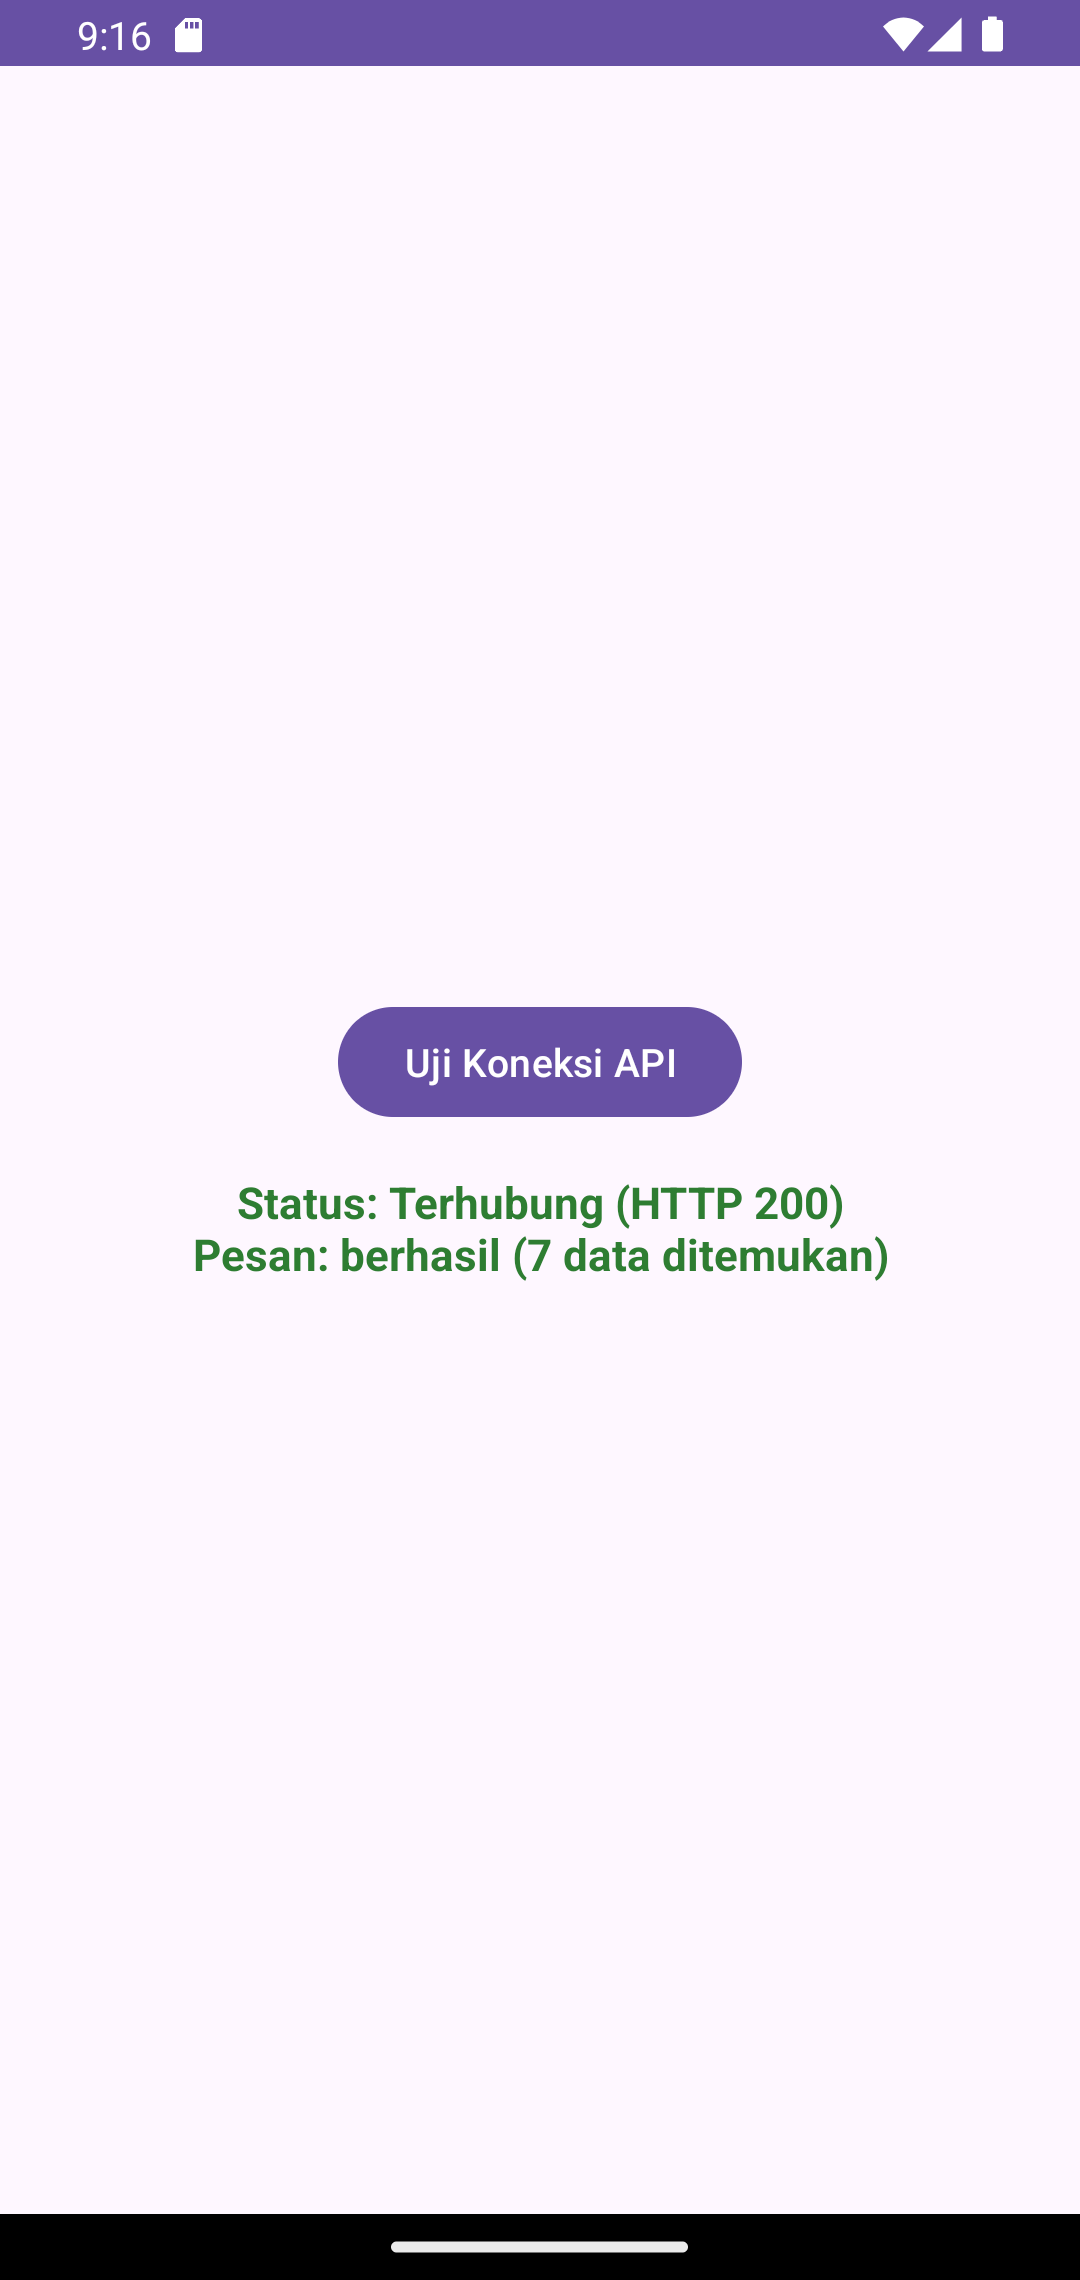 9:16
Uji Koneksi API
Status: Terhubung (HTTP 200)
Pesan: berhasil (7 data ditemukan)